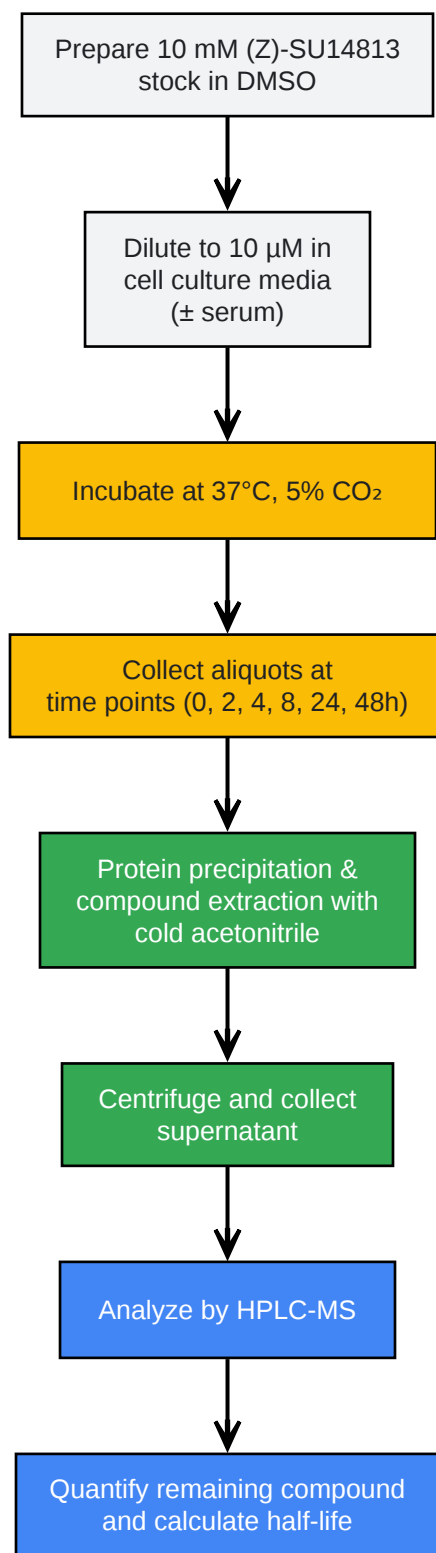 Prepare 10 mM (Z)-SU14813
stock in DMSO
Dilute to 10 µM in
cell culture media
(± serum)
Incubate at 37°C, 5% CO₂
Collect aliquots at
time points (0, 2, 4, 8, 24, 48h)
Protein precipitation &
compound extraction with
cold acetonitrile
Centrifuge and collect
supernatant
Analyze by HPLC-MS
Quantify remaining compound
and calculate half-life